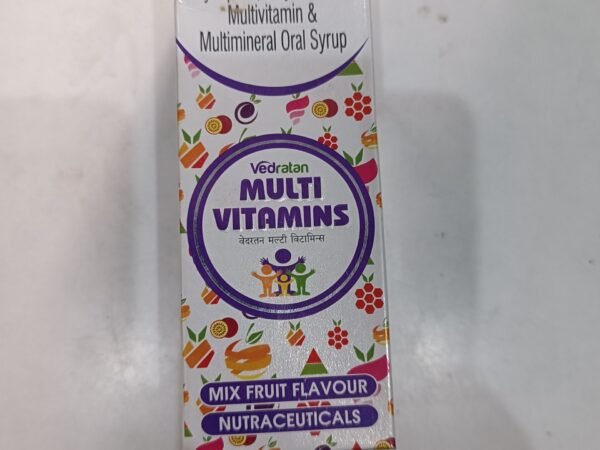 Multivitamin &
Multimineral Oral Syrup
Vedratan
MULTI
VITAMINS
वेदरतन मल्टी विटामिन्स
MIX FRUIT FLAVOUR
NUTRACEUTICALS